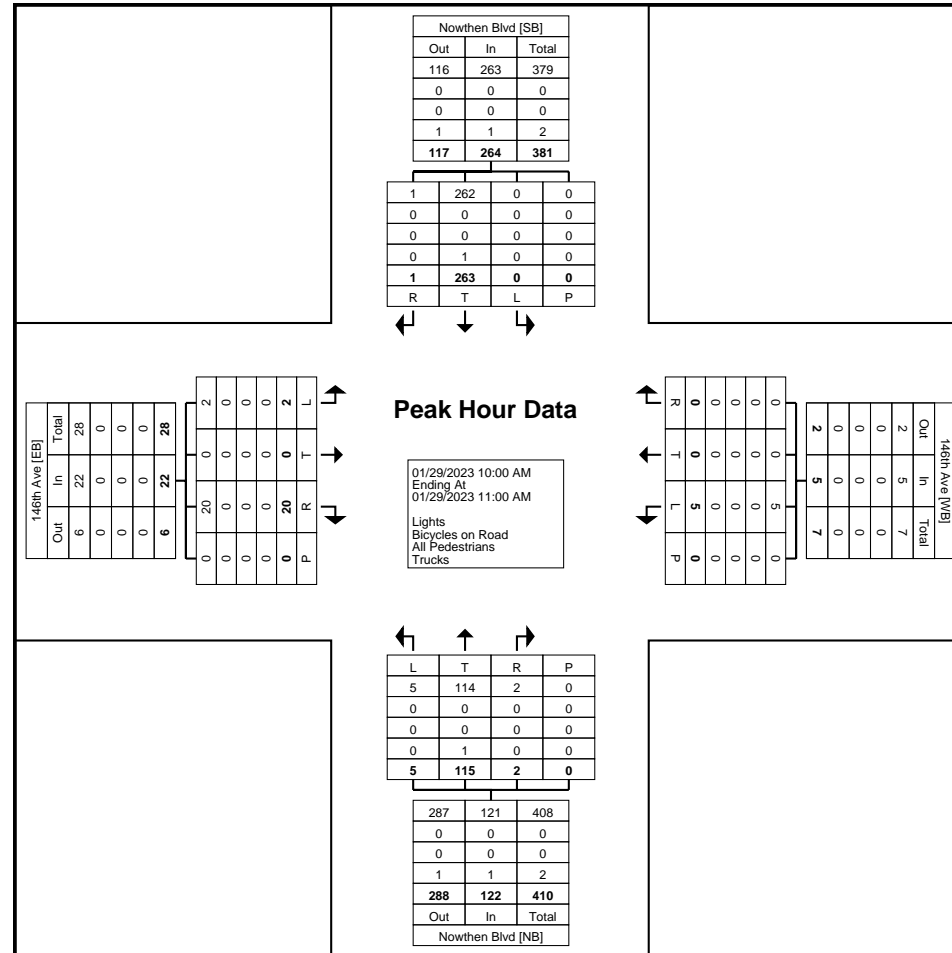 Nowthen Blvd [SB]
Out In Total
116 263 379
0 0 0
0 0 0
1 1 2
117 264 381
1 262 0 0
0 0 0 0
0 0 0 0
0 1 0 0
1 263 0 0
R T L P
146th Ave [EB]
Total 28 0 0 0 28
In 22 0 0 0 22
Out 6 0 0 0 6
2 0 0 0 2 L
0 0 0 0 0 T
20 0 0 0 20 R
0 0 0 0 0 P
Peak Hour Data
01/29/2023 10:00 AM
Ending At
01/29/2023 11:00 AM
Lights
Bicycles on Road
All Pedestrians
Trucks
R 0 0 0 0 0
T 0 0 0 0 0
L 5 0 0 0 5
P 0 0 0 0 0
2 0 0 0 2 Out
5 0 0 0 5 In
7 0 0 0 7 Total
146th Ave [WB]
L T R P
5 114 2 0
0 0 0 0
0 0 0 0
0 1 0 0
5 115 2 0
287 121 408
0 0 0
0 0 0
1 1 2
288 122 410
Out In Total
Nowthen Blvd [NB]